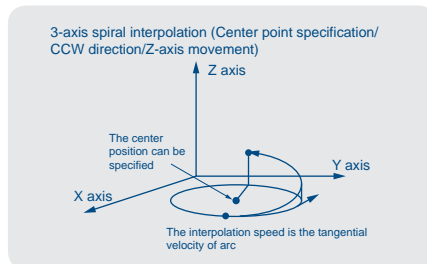 3-axis spiral interpolation (Center point specification/
CCW direction/Z-axis movement)
Z axis
The center
position can be
specified
Y axis
X axis
The interpolation speed is the tangential
velocity of arc